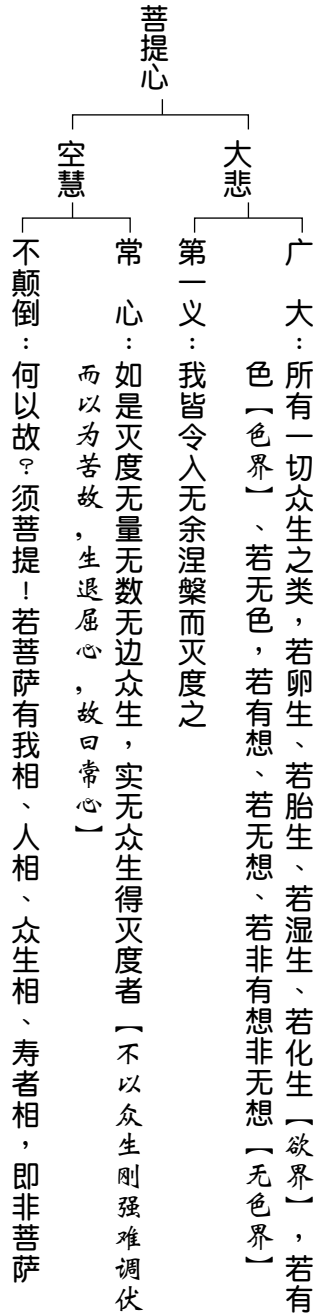 菩提心
大悲
广大：所有一切众生之类，若卵生、若胎生、若湿生、若化生【欲界】，若有
色【色界】、若无色，若有想、若无想、若非有想非无想【无色界】
第一义：我皆令入无余涅槃而灭度之
空慧
常心：如是灭度无量无数无边众生，实无众生得灭度者【不以众生刚强难调伏
而以为苦故，生退屈心，故曰常心】
不颠倒：何以故？须菩提！若菩萨有我相、人相、众生相、寿者相，即非菩萨